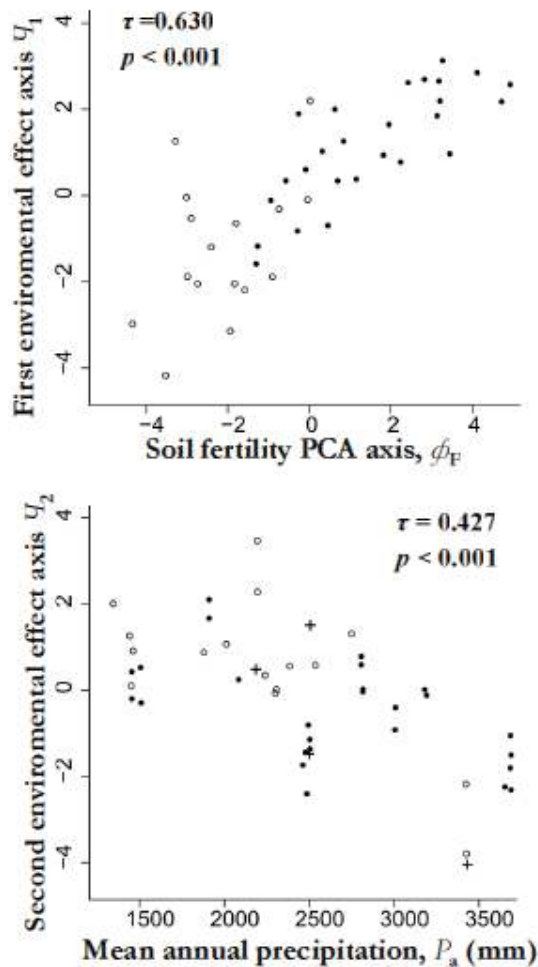 τ =0.630
p < 0.001
First enviromental effect axis Ч1
4
2
0
−2
−4
−4 −2 0 2 4
Soil fertility PCA axis, ϕF
τ = 0.427
p < 0.001
Second enviromental effect axis Ч2
4
2
0
−2
−4
1500 2000 2500 3000 3500
Mean annual precipitation, Pa (mm)